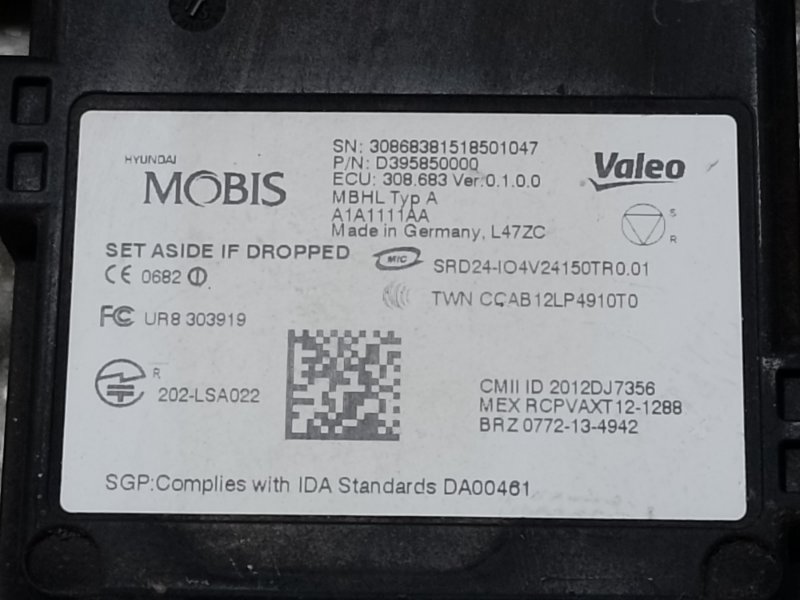 HYUNDAI
MOBIS
SN: 30868381518501047
P/N: D395850000
ECU: 308.683 Ver:0.1.0.0
MBHL Typ A
A1A1111AA
Made in Germany, L47ZC
Valeo
S
R
SET ASIDE IF DROPPED
CE 0682
MIC
SRD24-IO4V24150TR0.01
TWN CCAB12LP4910T0
FC UR8 303919
R
202-LSA022
CMII ID 2012DJ7356
MEX RCPVAXT12-1288
BRZ 0772-13-4942
SGP:Complies with IDA Standards DA00461